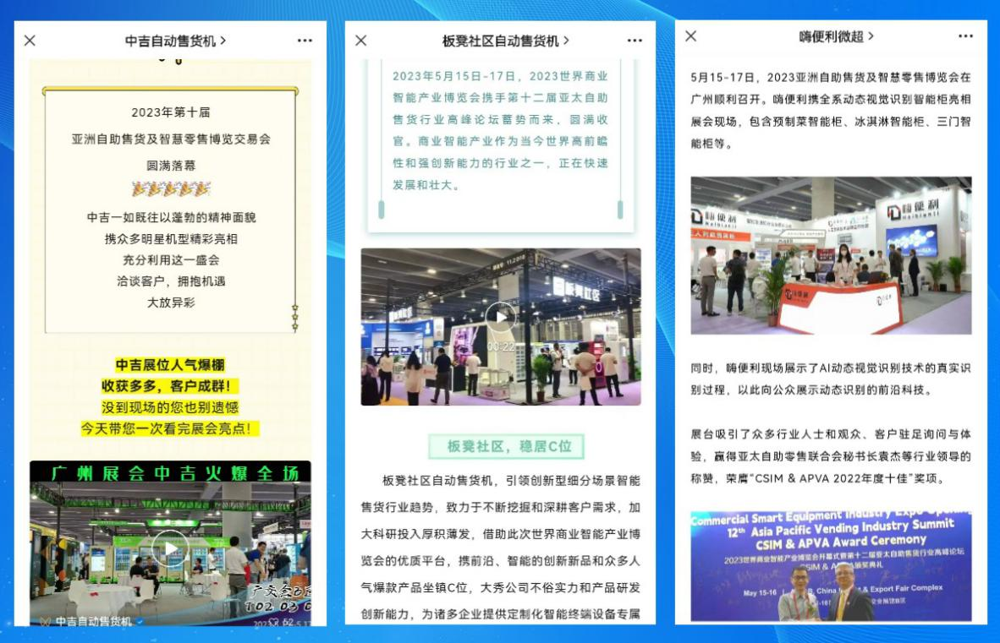 中吉自动售货机
2023年第十届
亚洲自助售货及智慧零售博览交易会
圆满落幕
中吉一如既往以蓬勃的精神面貌
携众多明星机型精彩亮相
充分利用这一盛会
洽谈客户，拥抱机遇
大放异彩
中吉展位人气爆棚
收获多多，客户成群！
没到现场的您也别遗憾
今天带您一次看完展会亮点！
广州展会中吉火爆全场
中吉自动售货机
板凳社区自动售货机
2023年5月15日-17日，2023世界商业
智能产业博览会携手第十二届亚太自助
售货行业高峰论坛蓄势而来，圆满收
官。商业智能产业作为当今世界高前瞻
性和强创新能力的行业之一，正在快速
发展和壮大。
00:22
板凳社区，稳居C位
板凳社区自动售货机，引领创新型细分场景智能
售货行业趋势，致力于不断挖掘和深耕客户需求，加
大科研投入厚积薄发，借助此次世界商业智能产业博
览会的优质平台，携前沿、智能的创新新品和众多人
气爆款产品坐镇C位，大秀公司不俗实力和产品研发
创新能力，为诸多企业提供定制化智能终端设备专属
嗨便利微超
5月15-17日，2023亚洲自助售货及智慧零售博览会在
广州顺利召开。嗨便利携全系动态视觉识别智能柜亮相
展会现场，包含预制菜智能柜、冰淇淋智能柜、三门智
能柜等。
嗨便利
嗨便利
同时，嗨便利现场展示了AI动态视觉识别技术的真实识
别过程，以此向公众展示动态识别的前沿科技。
展台吸引了众多行业人士和观众、客户驻足询问与体
验，赢得亚太自助零售联合会秘书长袁杰等行业领导的
称赞，荣膺“CSIM & APVA 2022年度十佳”奖项。
Commercial Smart Equipment Industry Expo
12th Asia Pacific Vending Industry Summit
CSIM & APVA Award Ceremony
2023世界商业智能产业博览会开幕式暨第十二届亚太自助售货行业高峰论坛
May 15-16
& Export Fair Complex